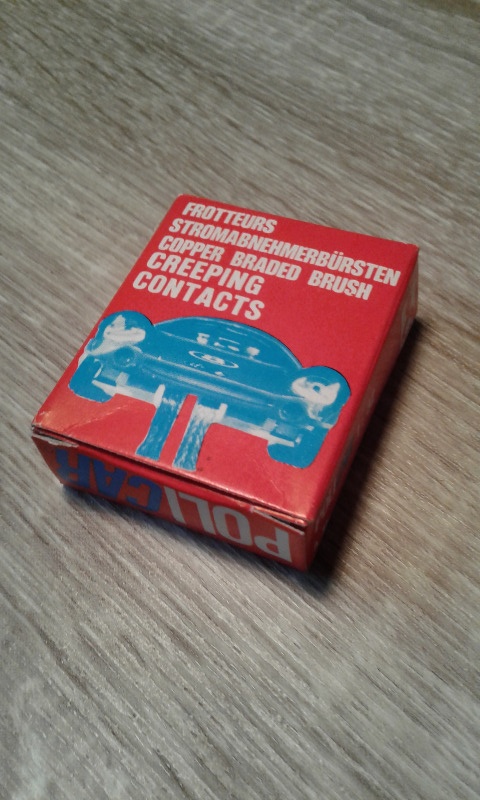 FROTTEURS
STROMABNEHMERBÜRSTEN
COPPER BRADED BRUSH
CREEPING
CONTACTS
POLICAR